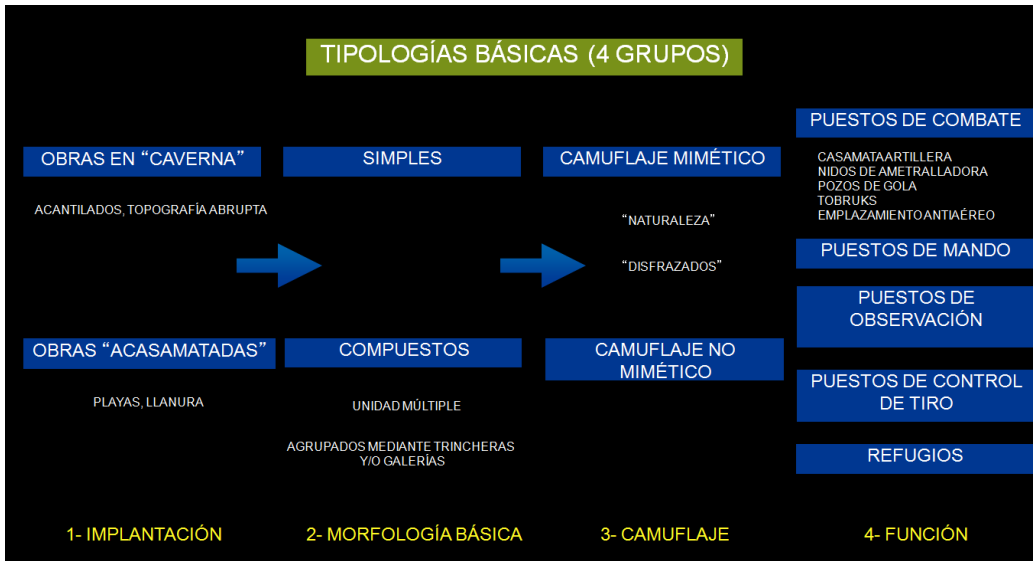 TIPOLOGÍAS BÁSICAS (4 GRUPOS)
OBRAS EN “CAVERNA”
ACANTILADOS, TOPOGRAFÍA ABRUPTA
OBRAS “ACASAMATADAS”
PLAYAS, LLANURA
1- IMPLANTACIÓN
SIMPLES
COMPUESTOS
UNIDAD MÚLTIPLE
AGRUPADOS MEDIANTE TRINCHERAS
Y/O GALERÍAS
2- MORFOLOGÍA BÁSICA
CAMUFLAJE MIMÉTICO
“NATURALEZA”
“DISFRAZADOS”
CAMUFLAJE NO
MIMÉTICO
3- CAMUFLAJE
PUESTOS DE COMBATE
CASAMATA ARTILLERA
NIDOS DE AMETRALLADORA
POZOS DE GOLA
TOBRUKS
EMPLAZAMIENTO ANTIAÉREO
PUESTOS DE MANDO
PUESTOS DE
OBSERVACIÓN
PUESTOS DE CONTROL
DE TIRO
REFUGIOS
4- FUNCIÓN